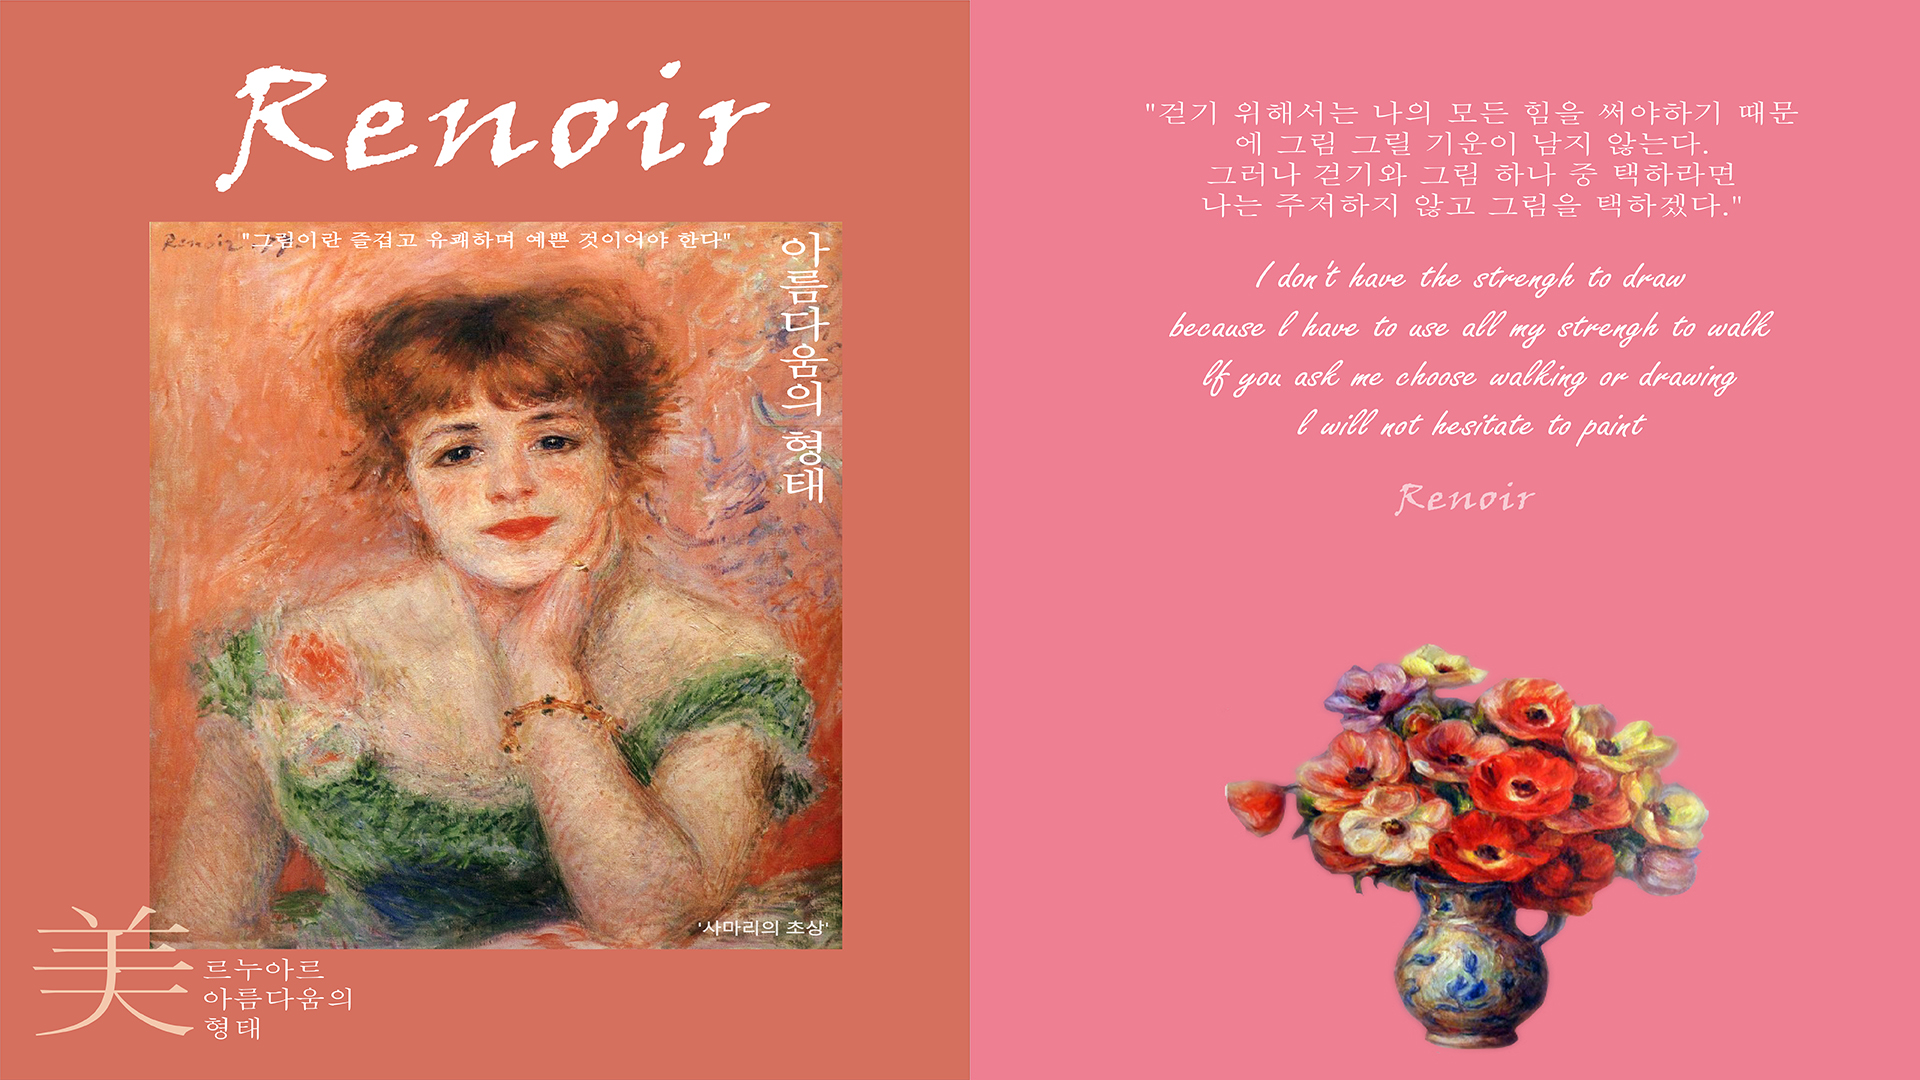 Renoir
Renoir
"그림이란 즐겁고 유쾌하며 예쁜 것이어야 한다"
아름다움의 형태
'사마리의 초상'
美
르누아르
아름다움의
형태
"걷기 위해서는 나의 모든 힘을 써야하기 때문
에 그림 그릴 기운이 남지 않는다.
그러나 걷기와 그림 하나 중 택하라면
나는 주저하지 않고 그림을 택하겠다."
I don't have the strengh to draw
because l have to use all my strengh to walk
lf you ask me choose walking or drawing
l will not hesitate to paint
Renoir